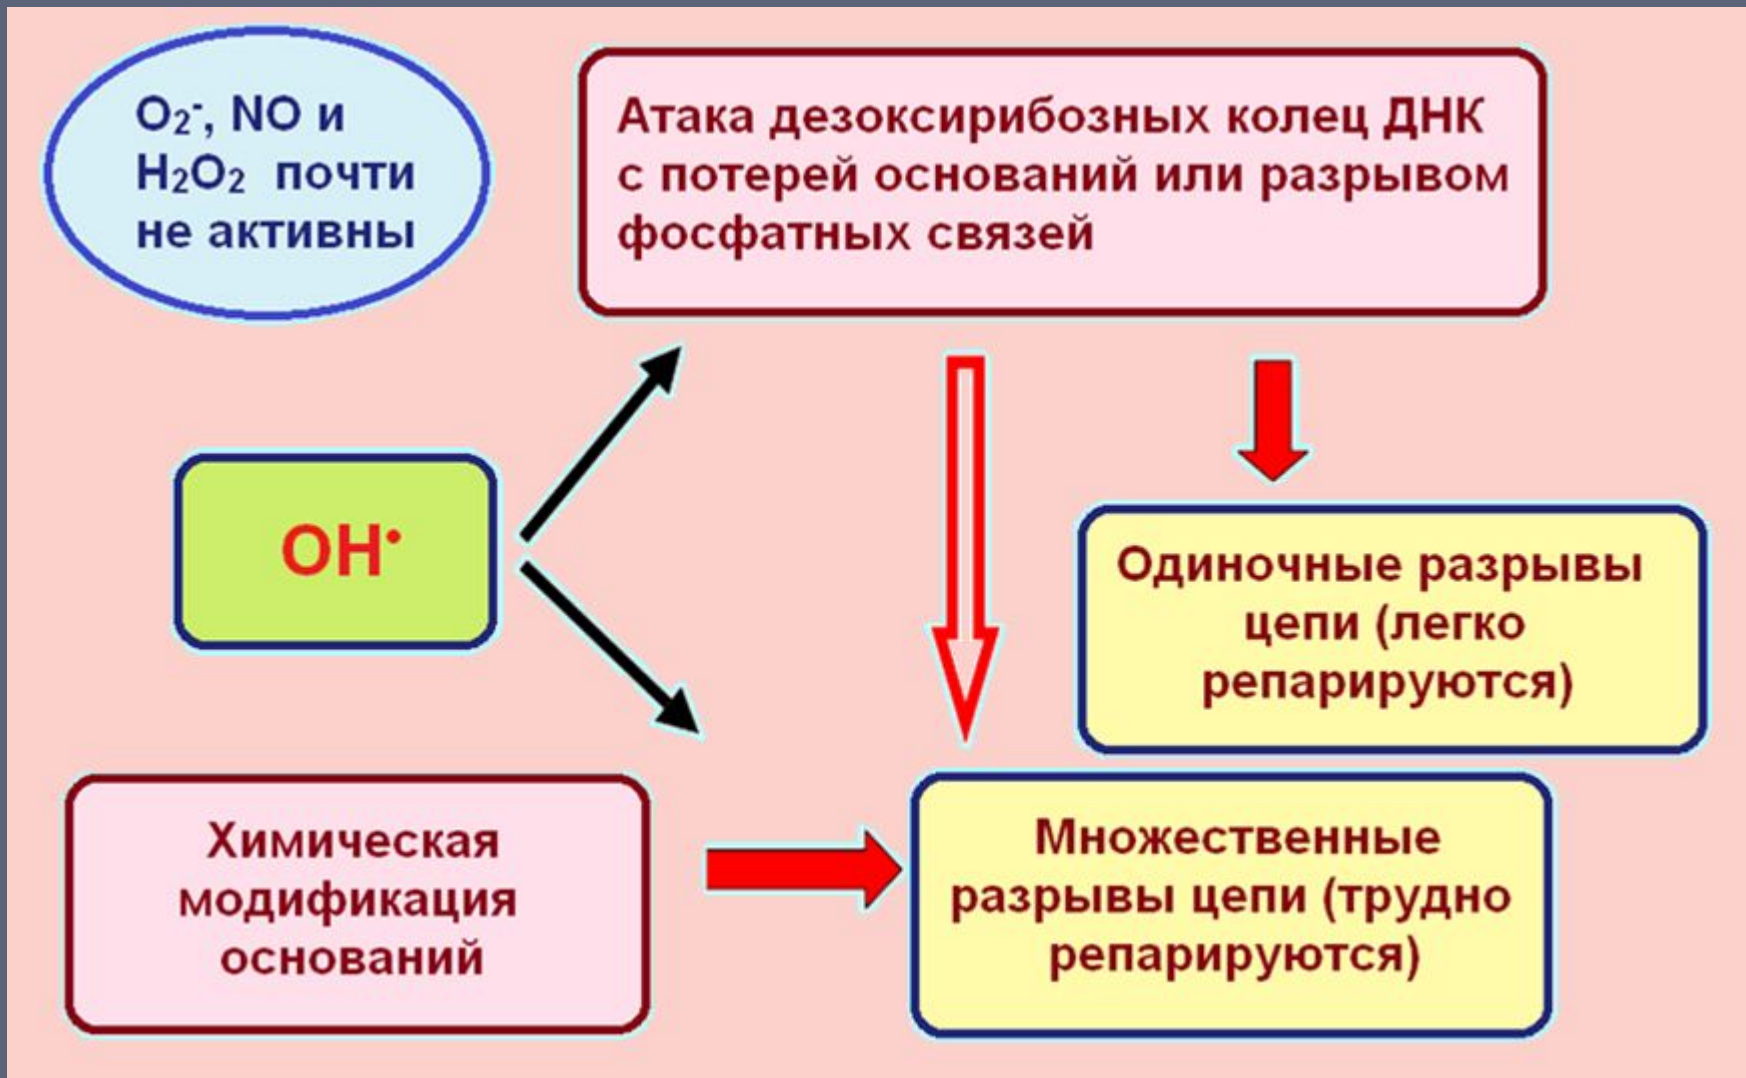 O₂⁻, NO и
H₂O₂ почти
не активны
Атака дезоксирибозных колец ДНК
с потерей оснований или разрывом
фосфатных связей
OH•
Одиночные разрывы
цепи (легко
репарируются)
Химическая
модификация
оснований
Множественные
разрывы цепи (трудно
репарируются)